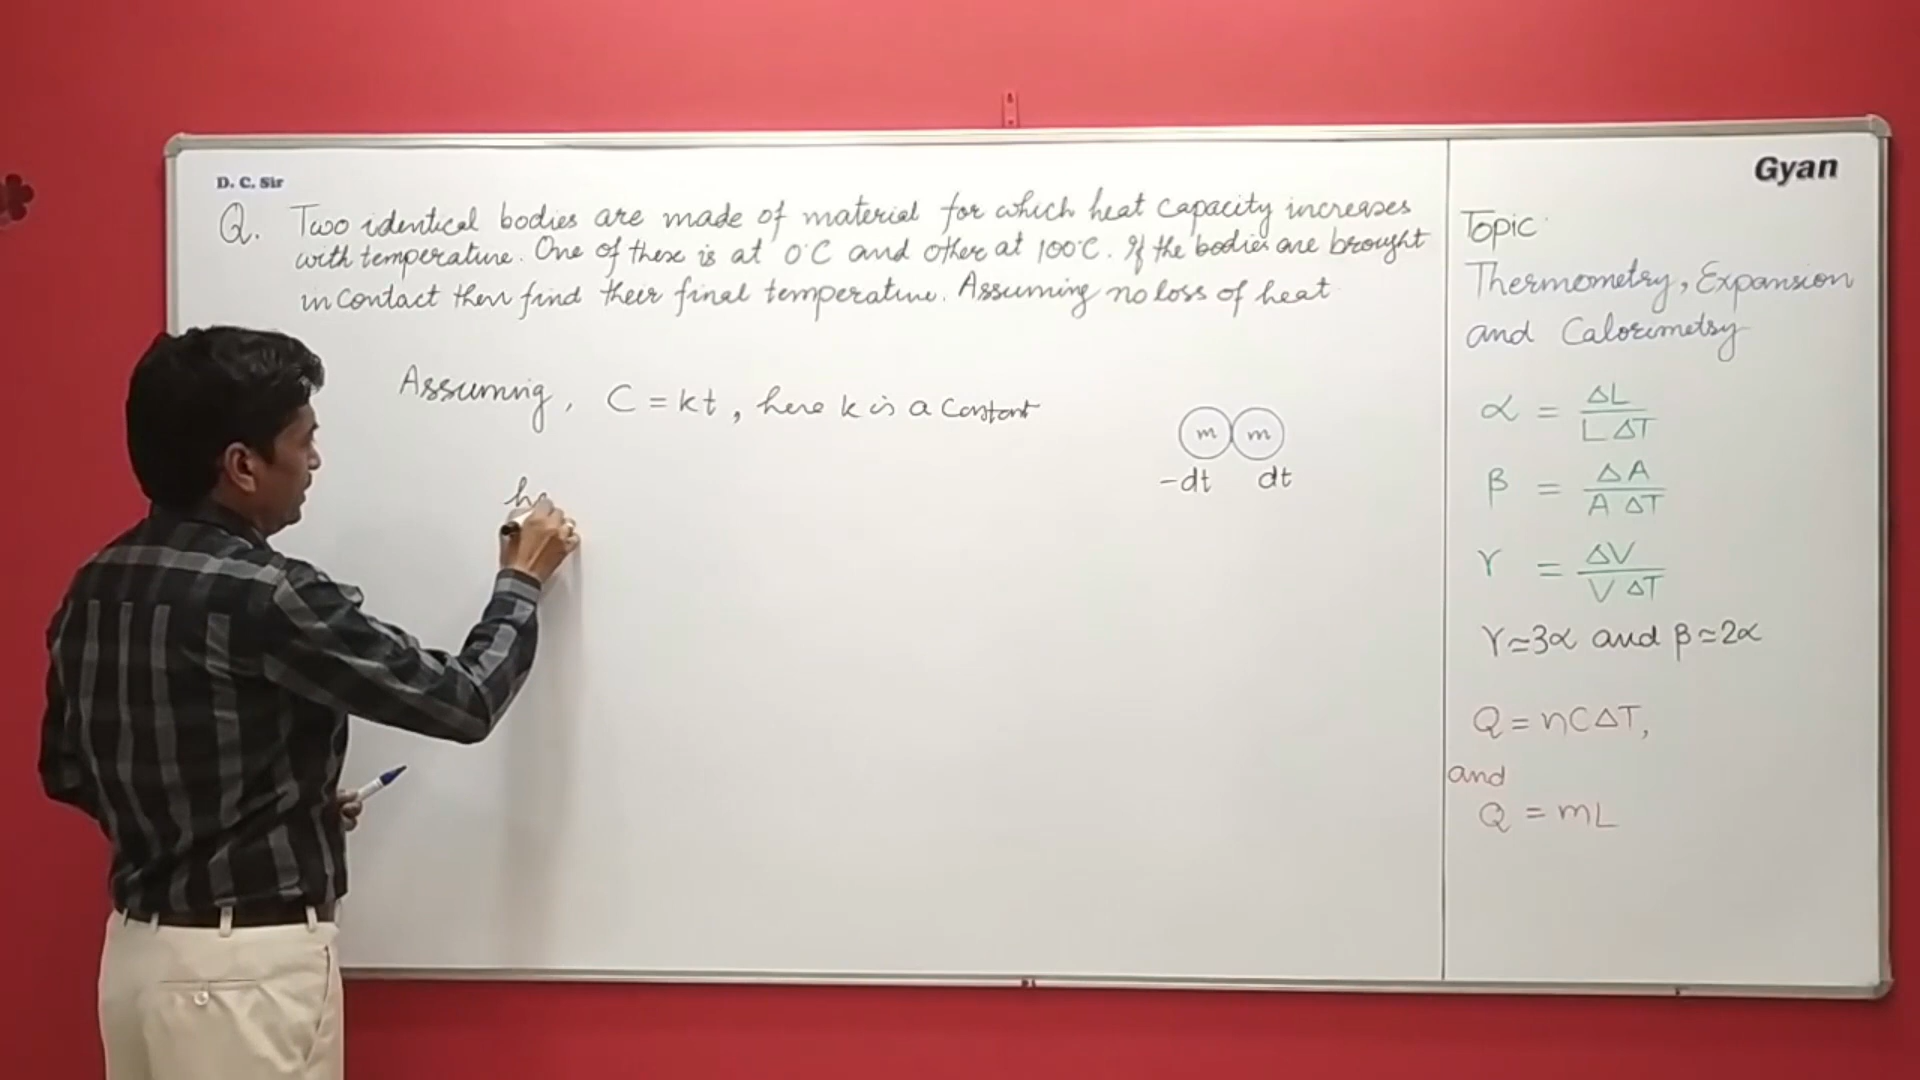 D. C. Sir
Q. Two identical bodies are made of material for which heat capacity increases
with temperature. One of these is at 0°C and other at 100°C. If the bodies are brought
in contact then find their final temperature. Assuming no loss of heat
Assuming, C = kt, here k is a constant
m m
-dt dt
Gyan
Topic
Thermometry, Expansion
and Calorimetry
α = ΔL / L ΔT
β = ΔA / A ΔT
γ = ΔV / V ΔT
γ≃3α and β≃2α
Q = nCΔT,
and
Q = mL